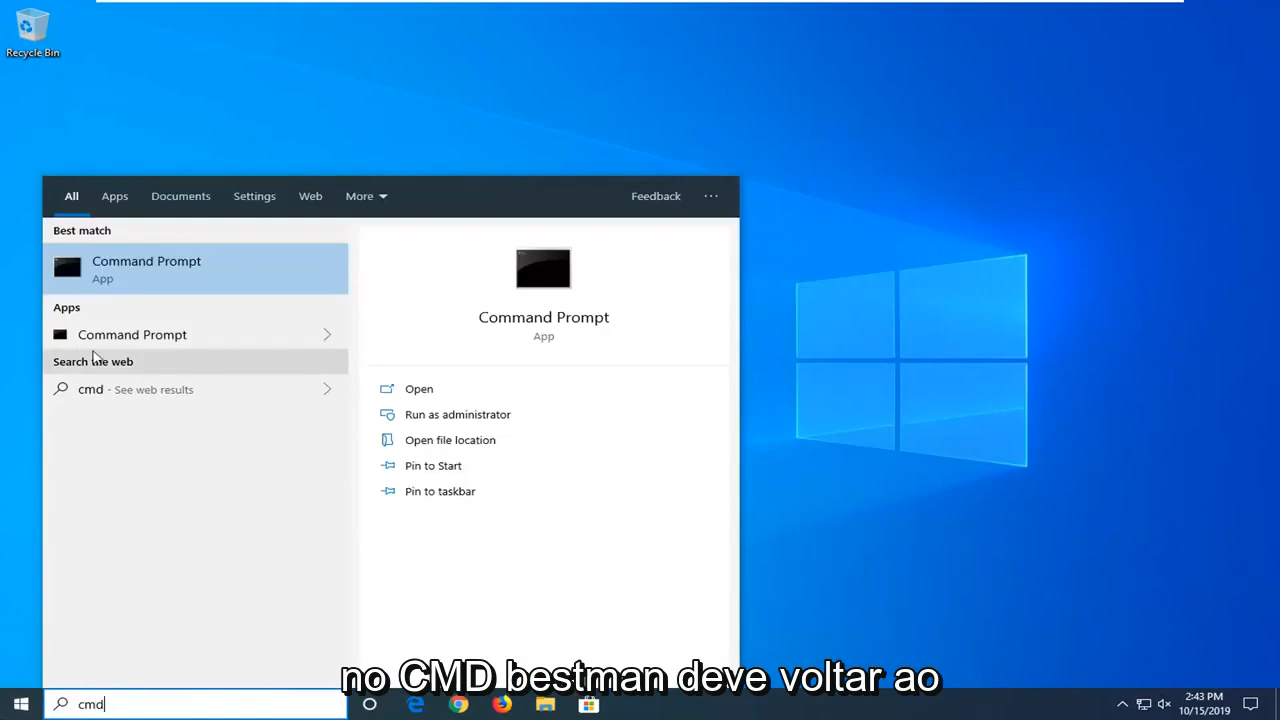 Recycle Bin
All Apps Documents Settings Web More Feedback ···
Best match
Command Prompt
App
Apps
Command Prompt
Search the web
cmd - See web results
Command Prompt
App
Open
Run as administrator
Open file location
Pin to Start
Pin to taskbar
no CMD bestman deve voltar ao
cmd
2:43 PM
10/15/2019